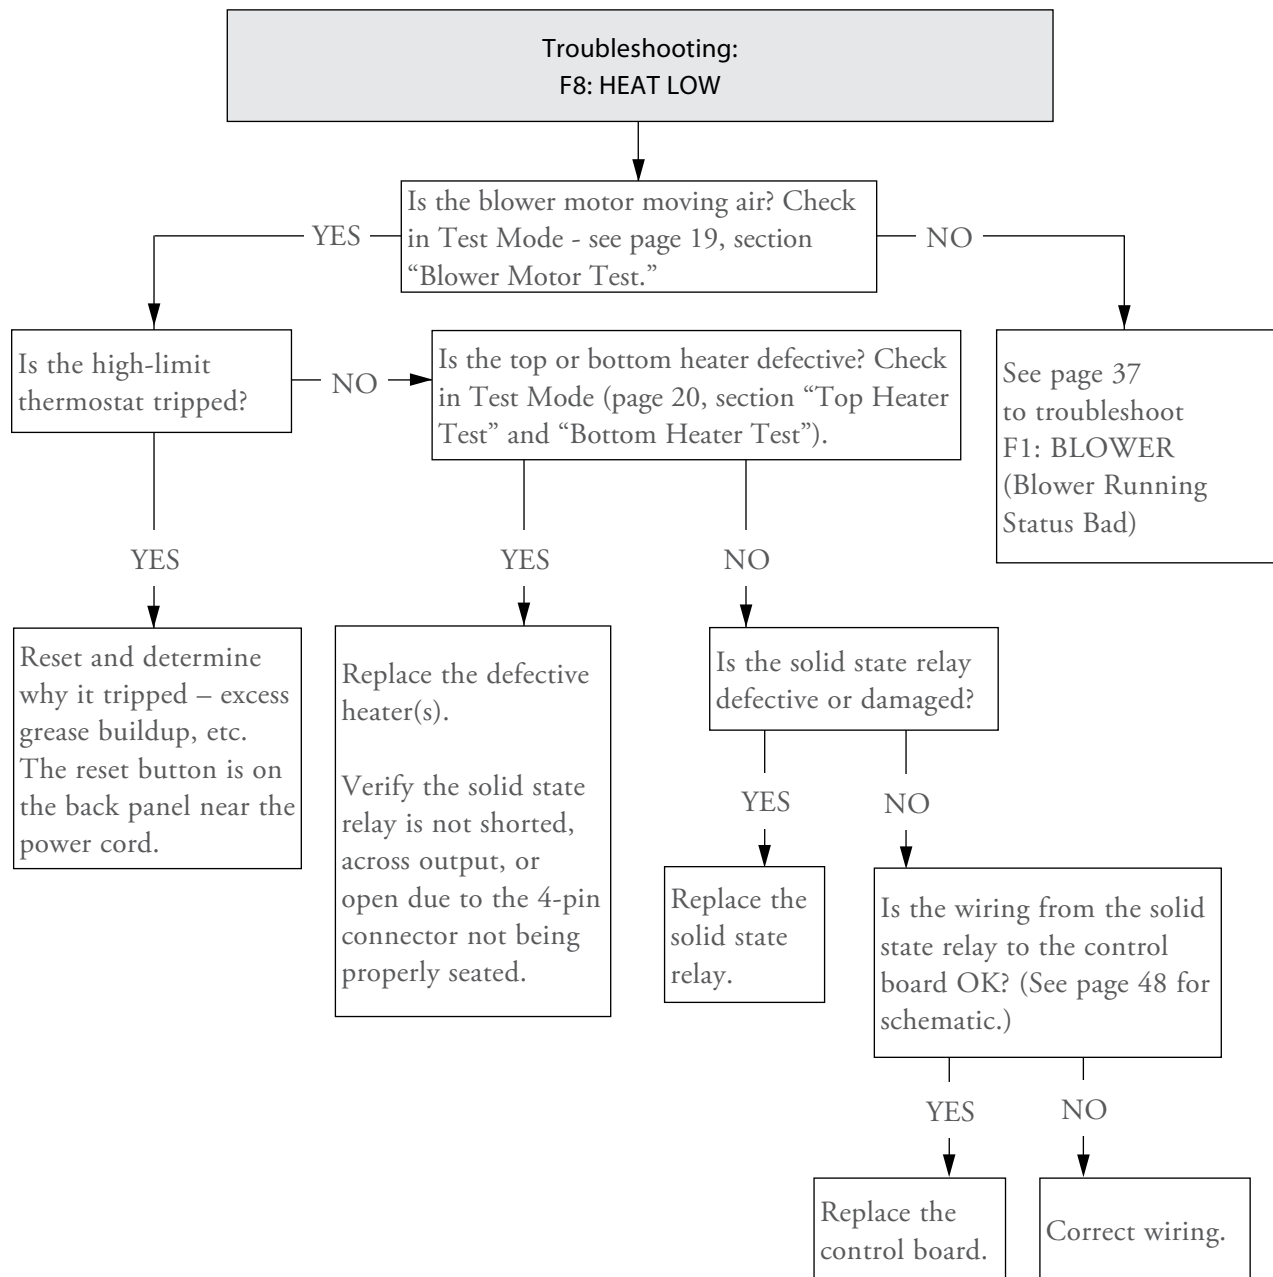 Troubleshooting:
F8: HEAT LOW
Is the blower motor moving air? Check
in Test Mode - see page 19, section
“Blower Motor Test.”
YES
NO
Is the high-limit
thermostat tripped?
NO
Is the top or bottom heater defective? Check
in Test Mode (page 20, section “Top Heater
Test” and “Bottom Heater Test”).
See page 37
to troubleshoot
F1: BLOWER
(Blower Running
Status Bad)
YES
YES
NO
Reset and determine
why it tripped – excess
grease buildup, etc.
The reset button is on
the back panel near the
power cord.
Replace the defective
heater(s).
Verify the solid state
relay is not shorted,
across output, or
open due to the 4-pin
connector not being
properly seated.
Is the solid state relay
defective or damaged?
YES
NO
Replace the
solid state
relay.
Is the wiring from the solid
state relay to the control
board OK? (See page 48 for
schematic.)
YES
NO
Replace the
control board.
Correct wiring.